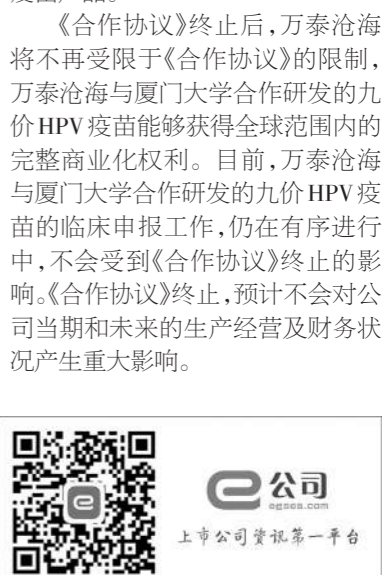 《合作协议》终止后,万泰沧海
将不再受限于《合作协议》的限制,
万泰沧海与厦门大学合作研发的九
价HPV疫苗能够获得全球范围内的
完整商业化权利。目前,万泰沧海
与厦门大学合作研发的九价HPV疫
苗的临床申报工作,仍在有序进行
中,不会受到《合作协议》终止的影
响。《合作协议》终止,预计不会对公
司当期和未来的生产经营及财务状
况产生重大影响。
e公司
egsea.com
上市公司资讯第一平台